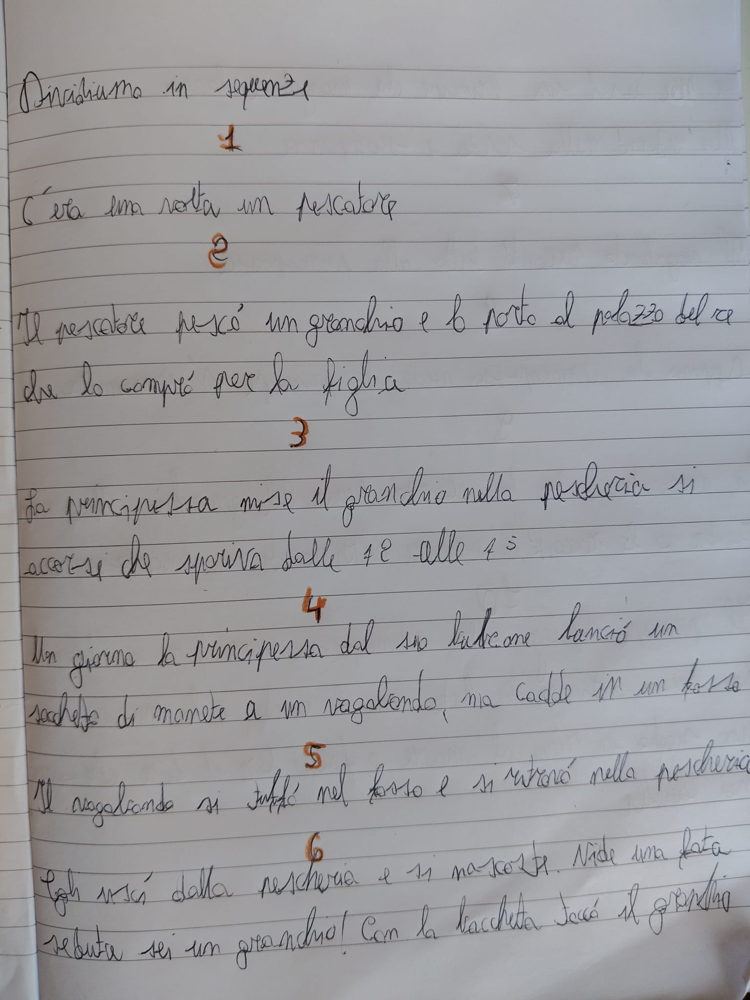 Dividiamo in sequenze
1
C'era una volta un pescatore
2
Il pescatore pescó un granchio e lo porto al palazzo del re
che lo compró per la figlia
3
La principessa mise il granchio nella pescheria si
accorse che spariva dalle 12 alle 15
4
Un giorno la principessa dal suo balcone lanció un
sacchetto di monete a un vagabondo, ma cadde in un fosso
5
Il vagabondo si tuffó nel fosso e si ritrovó nella pescheria
6
Egli uscí dalla pescheria e si nascoste. Vide una fata
seduta sei un granchio! Con la bacchetta toccó il granchio